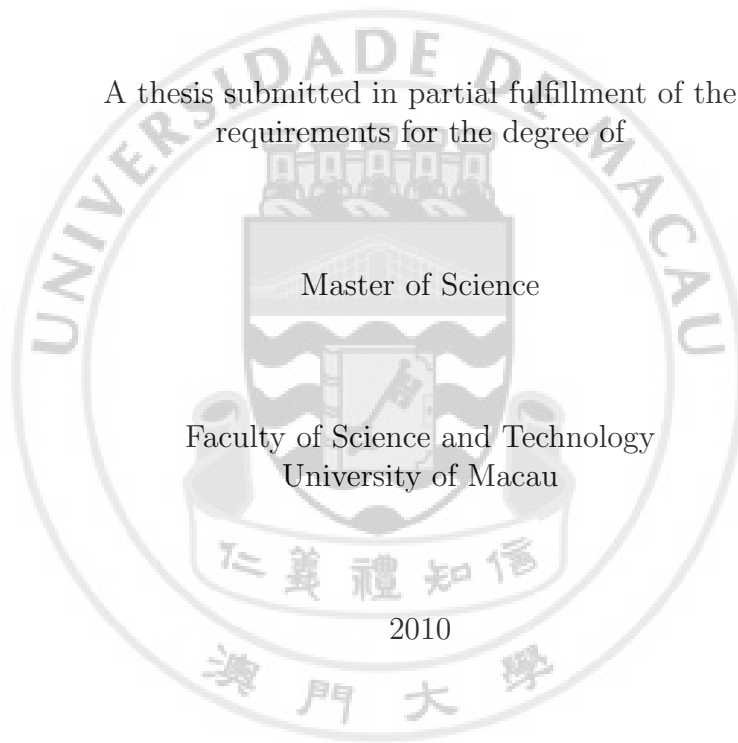 A thesis submitted in partial fulfillment of the
requirements for the degree of
Master of Science
Faculty of Science and Technology
University of Macau
2010
UNIVERSIDADE DE MACAU
仁義禮知信
澳門大學